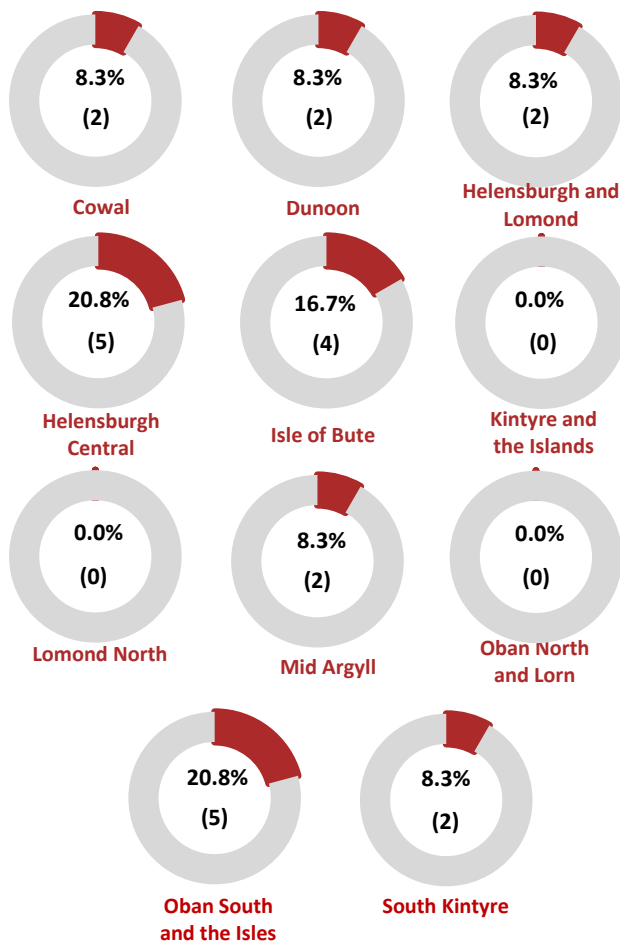 8.3%
(2)
Cowal
8.3%
(2)
Dunoon
8.3%
(2)
Helensburgh and
Lomond
20.8%
(5)
Helensburgh
Central
16.7%
(4)
Isle of Bute
0.0%
(0)
Kintyre and
the Islands
0.0%
(0)
Lomond North
8.3%
(2)
Mid Argyll
0.0%
(0)
Oban North
and Lorn
20.8%
(5)
Oban South
and the Isles
8.3%
(2)
South Kintyre